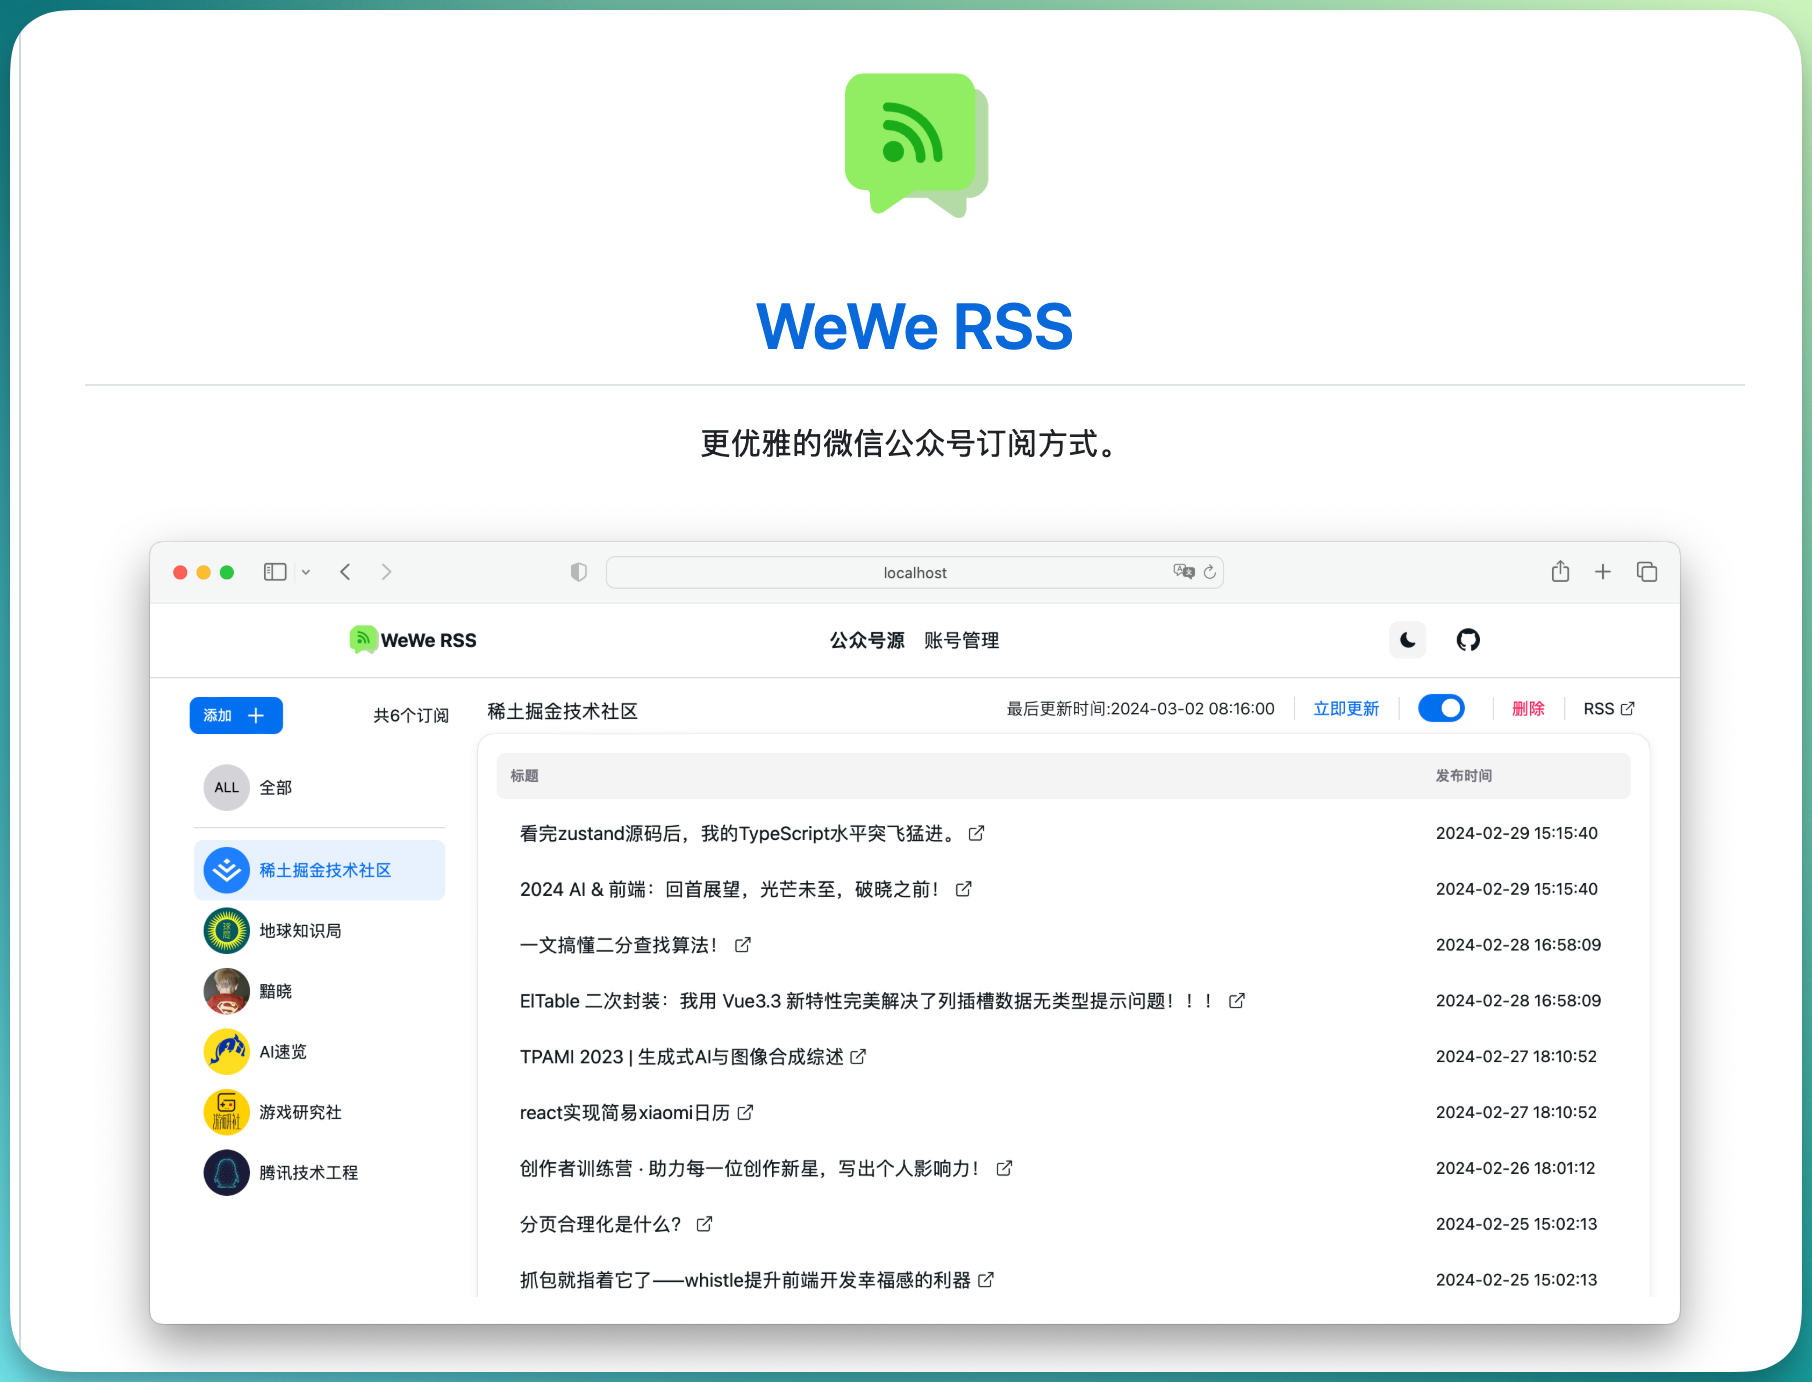 WeWe RSS
更优雅的微信公众号订阅方式。
localhost
WeWe RSS
公众号源 账号管理
添加
共6个订阅
稀土掘金技术社区
最后更新时间:2024-03-02 08:16:00
立即更新
删除
RSS
ALL 全部
稀土掘金技术社区
地球知识局
黯晓
AI速览
游戏研究社
腾讯技术工程
标题 发布时间
看完zustand源码后，我的TypeScript水平突飞猛进。 2024-02-29 15:15:40
2024 AI & 前端：回首展望，光芒未至，破晓之前！ 2024-02-29 15:15:40
一文搞懂二分查找算法！ 2024-02-28 16:58:09
ElTable 二次封装：我用 Vue3.3 新特性完美解决了列插槽数据无类型提示问题！！！ 2024-02-28 16:58:09
TPAMI 2023 | 生成式AI与图像合成综述 2024-02-27 18:10:52
react实现简易xiaomi日历 2024-02-27 18:10:52
创作者训练营 · 助力每一位创作新星，写出个人影响力！ 2024-02-26 18:01:12
分页合理化是什么？ 2024-02-25 15:02:13
抓包就指着它了——whistle提升前端开发幸福感的利器 2024-02-25 15:02:13